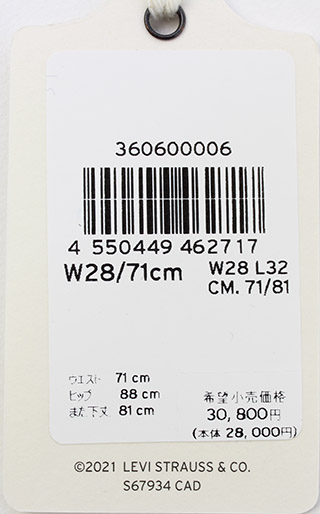 360600006
4 550449 462717
W28/71cm
W28 L32
CM. 71/81
ウエスト 71 cm
ヒップ 88 cm
また下丈 81 cm
希望小売価格
30,800円
(本体 28,000円)
©2021 LEVI STRAUSS & CO.
S67934 CAD